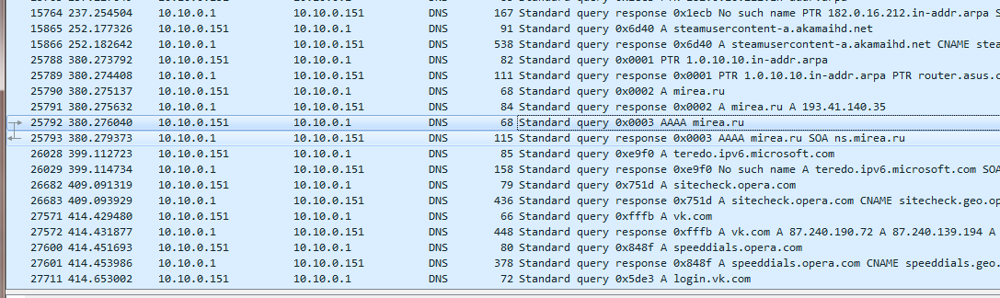 15764 237.254504 10.10.0.1 10.10.0.151 DNS 167 Standard query response 0x1ecb No such name PTR 182.0.16.212.in-addr.arpa
15865 252.177326 10.10.0.151 10.10.0.1 DNS 91 Standard query 0x6d40 A steamusercontent-a.akamaihd.net
15866 252.182642 10.10.0.1 10.10.0.151 DNS 538 Standard query response 0x6d40 A steamusercontent-a.akamaihd.net CNAME stea
25788 380.273792 10.10.0.151 10.10.0.1 DNS 82 Standard query 0x0001 PTR 1.0.10.10.in-addr.arpa
25789 380.274408 10.10.0.1 10.10.0.151 DNS 111 Standard query response 0x0001 PTR 1.0.10.10.in-addr.arpa PTR router.asus.c
25790 380.275137 10.10.0.151 10.10.0.1 DNS 68 Standard query 0x0002 A mirea.ru
25791 380.275632 10.10.0.1 10.10.0.151 DNS 84 Standard query response 0x0002 A mirea.ru A 193.41.140.35
25792 380.276040 10.10.0.151 10.10.0.1 DNS 68 Standard query 0x0003 AAAA mirea.ru
25793 380.279373 10.10.0.1 10.10.0.151 DNS 115 Standard query response 0x0003 AAAA mirea.ru SOA ns.mirea.ru
26028 399.112723 10.10.0.151 10.10.0.1 DNS 85 Standard query 0xe9f0 A teredo.ipv6.microsoft.com
26029 399.114734 10.10.0.1 10.10.0.151 DNS 158 Standard query response 0xe9f0 No such name A teredo.ipv6.microsoft.com SOA
26682 409.091319 10.10.0.151 10.10.0.1 DNS 79 Standard query 0x751d A sitecheck.opera.com
26683 409.093929 10.10.0.1 10.10.0.151 DNS 436 Standard query response 0x751d A sitecheck.opera.com CNAME sitecheck.geo.op
27571 414.429480 10.10.0.151 10.10.0.1 DNS 66 Standard query 0xfffb A vk.com
27572 414.431877 10.10.0.1 10.10.0.151 DNS 448 Standard query response 0xfffb A vk.com A 87.240.190.72 A 87.240.139.194 A
27600 414.451693 10.10.0.151 10.10.0.1 DNS 80 Standard query 0x848f A speeddials.opera.com
27601 414.453986 10.10.0.1 10.10.0.151 DNS 378 Standard query response 0x848f A speeddials.opera.com CNAME speeddials.geo.
27711 414.653002 10.10.0.151 10.10.0.1 DNS 72 Standard query 0x5de3 A login.vk.com